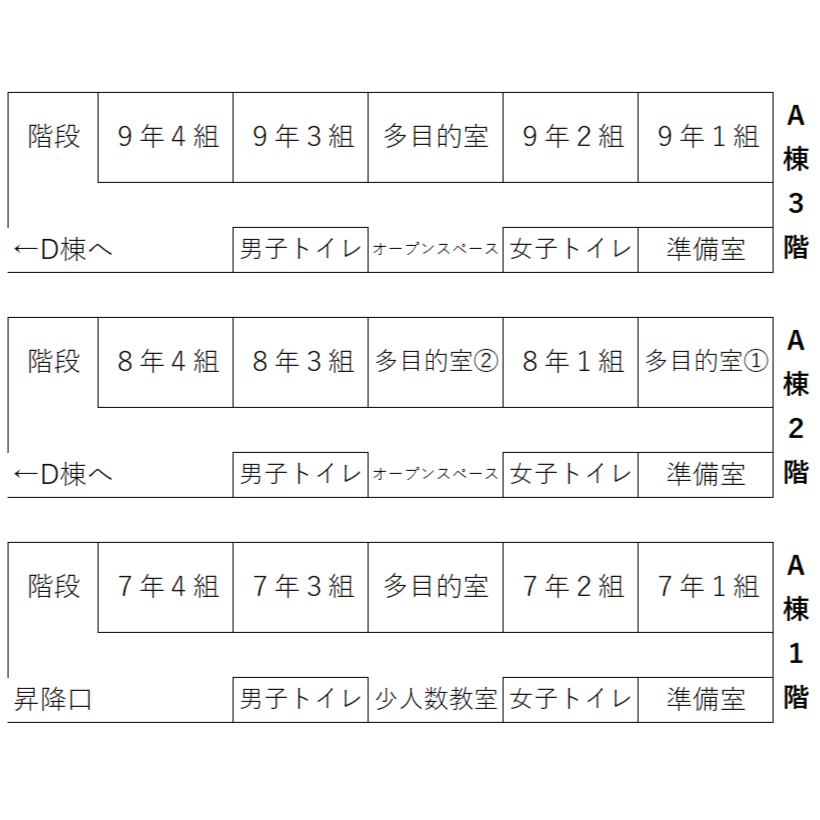 階段 ９年４組 ９年３組 多目的室 ９年２組 ９年１組
←D棟へ 男子トイレ オープンスペース 女子トイレ 準備室
A棟3階
階段 ８年４組 ８年３組 多目的室② ８年１組 多目的室①
←D棟へ 男子トイレ オープンスペース 女子トイレ 準備室
A棟2階
階段 ７年４組 ７年３組 多目的室 ７年２組 ７年１組
昇降口 男子トイレ 少人数教室 女子トイレ 準備室
A棟1階